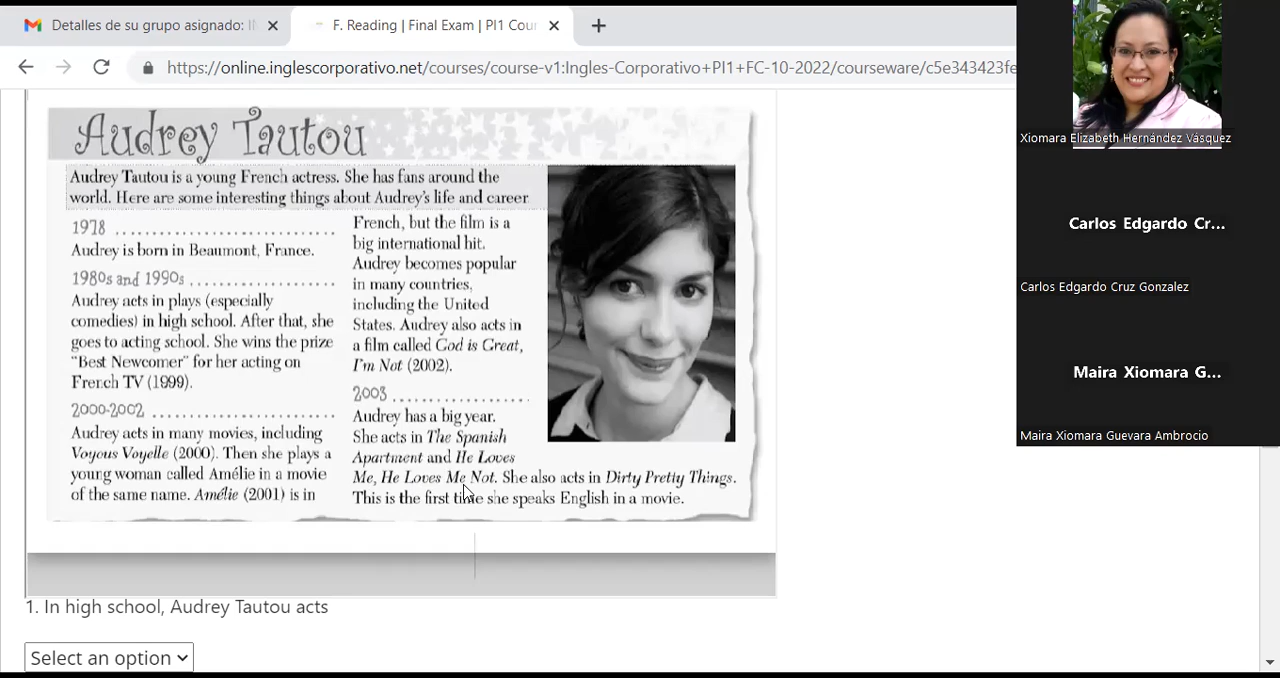 Detalles de su grupo asignado: I
F. Reading | Final Exam | PI1 Cou
https://online.inglescorporativo.net/courses/course-v1:Ingles-Corporativo+PI1+FC-10-2022/courseware/c5e343423fe
Audrey Tautou
Audrey Tautou is a young French actress. She has fans around the
world. Here are some interesting things about Audrey's life and career.
1978
Audrey is born in Beaumont, France.
1980s and 1990s
Audrey acts in plays (especially
comedies) in high school. After that, she
goes to acting school. She wins the prize
"Best Newcomer" for her acting on
French TV (1999).
2000-2002
Audrey acts in many movies, including
Voyous Voyelle (2000). Then she plays a
young woman called Amélie in a movie
of the same name. Amélie (2001) is in
French, but the film is a
big international hit.
Audrey becomes popular
in many countries,
including the United
States. Audrey also acts in
a film called God is Great,
I'm Not (2002).
2003
Audrey has a big year.
She acts in The Spanish
Apartment and He Loves
Me, He Loves Me Not. She also acts in Dirty Pretty Things.
This is the first time she speaks English in a movie.
1. In high school, Audrey Tautou acts
Select an option
Xiomara Elizabeth Hernández Vásquez
Carlos Edgardo Cr...
Carlos Edgardo Cruz Gonzalez
Maira Xiomara G...
Maira Xiomara Guevara Ambrocio